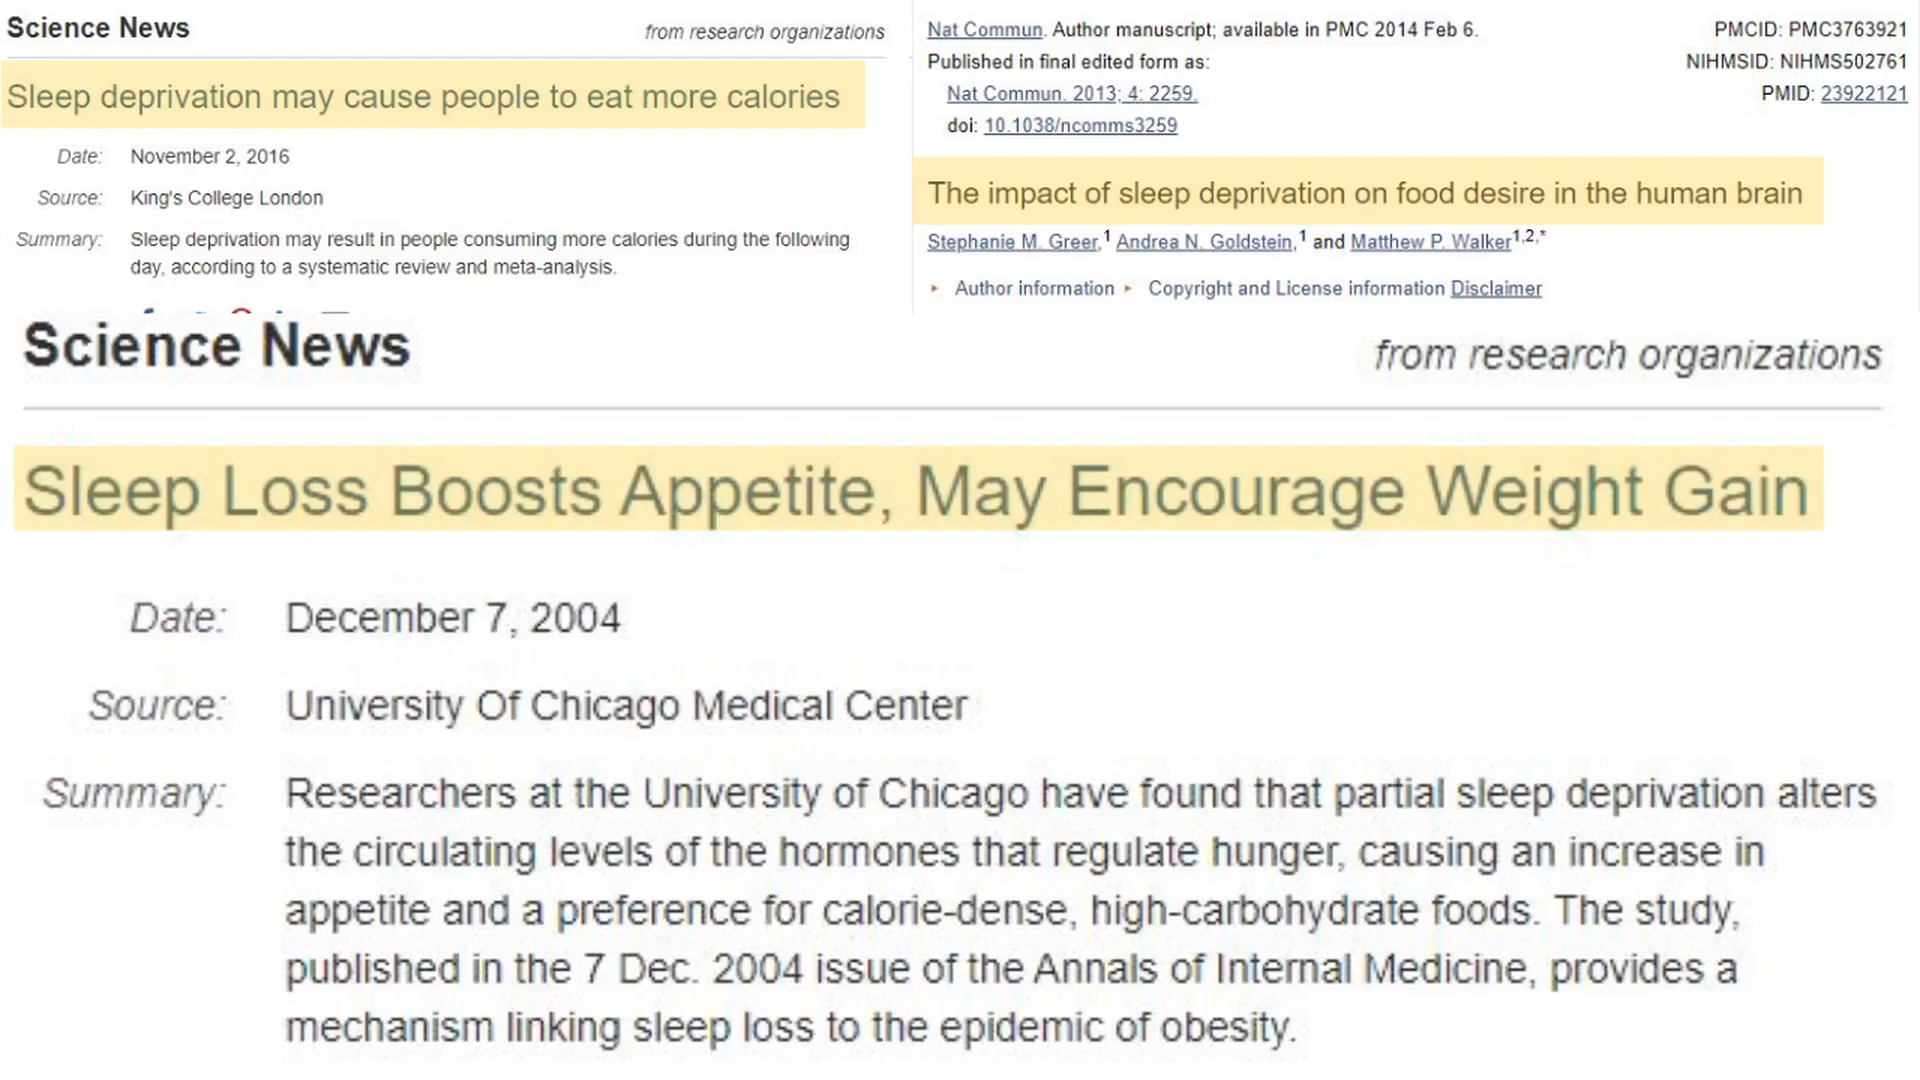 Science News
from research organizations
Sleep deprivation may cause people to eat more calories
Date: November 2, 2016
Source: King's College London
Summary: Sleep deprivation may result in people consuming more calories during the following
day, according to a systematic review and meta-analysis.
Nat Commun. Author manuscript; available in PMC 2014 Feb 6.
Published in final edited form as:
Nat Commun. 2013; 4: 2259.
doi: 10.1038/ncomms3259
PMCID: PMC3763921
NIHMSID: NIHMS502761
PMID: 23922121
The impact of sleep deprivation on food desire in the human brain
Stephanie M. Greer,1 Andrea N. Goldstein,1 and Matthew P. Walker1,2,*
Author information Copyright and License information Disclaimer
Science News
from research organizations
Sleep Loss Boosts Appetite, May Encourage Weight Gain
Date: December 7, 2004
Source: University Of Chicago Medical Center
Summary: Researchers at the University of Chicago have found that partial sleep deprivation alters
the circulating levels of the hormones that regulate hunger, causing an increase in
appetite and a preference for calorie-dense, high-carbohydrate foods. The study,
published in the 7 Dec. 2004 issue of the Annals of Internal Medicine, provides a
mechanism linking sleep loss to the epidemic of obesity.